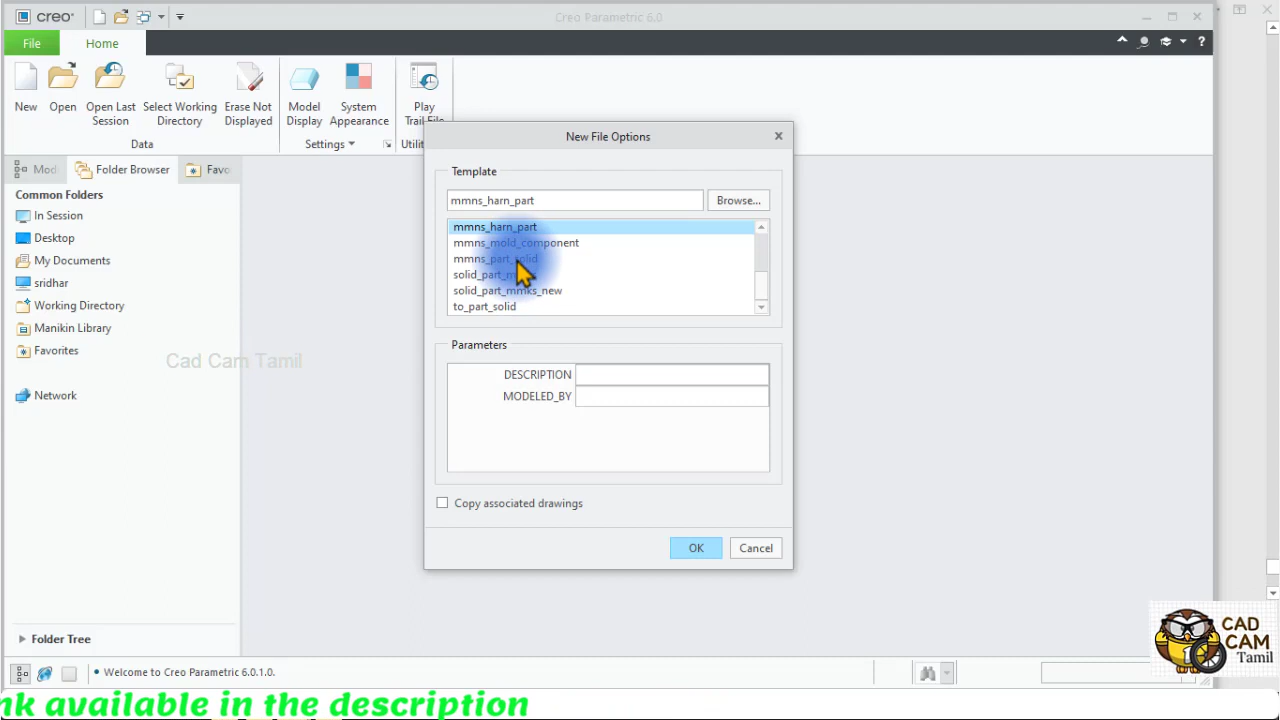 creo
Creo Parametric 6.0
File
Home
New
Open
Open Last Session
Select Working Directory
Erase Not Displayed
Model Display
System Appearance
Play Trail File
Data
Settings
Utilit
Mod
Folder Browser
Favo
Common Folders
In Session
Desktop
My Documents
sridhar
Working Directory
Manikin Library
Favorites
Network
Folder Tree
New File Options
Template
mmns_harn_part
Browse...
mmns_harn_part
mmns_mold_component
mmns_part_solid
solid_part_m
solid_part_mmks_new
to_part_solid
Parameters
DESCRIPTION
MODELED_BY
Copy associated drawings
OK
Cancel
Cad Cam Tamil
• Welcome to Creo Parametric 6.0.1.0.
CAD
CAM
Tamil
nk available in the description